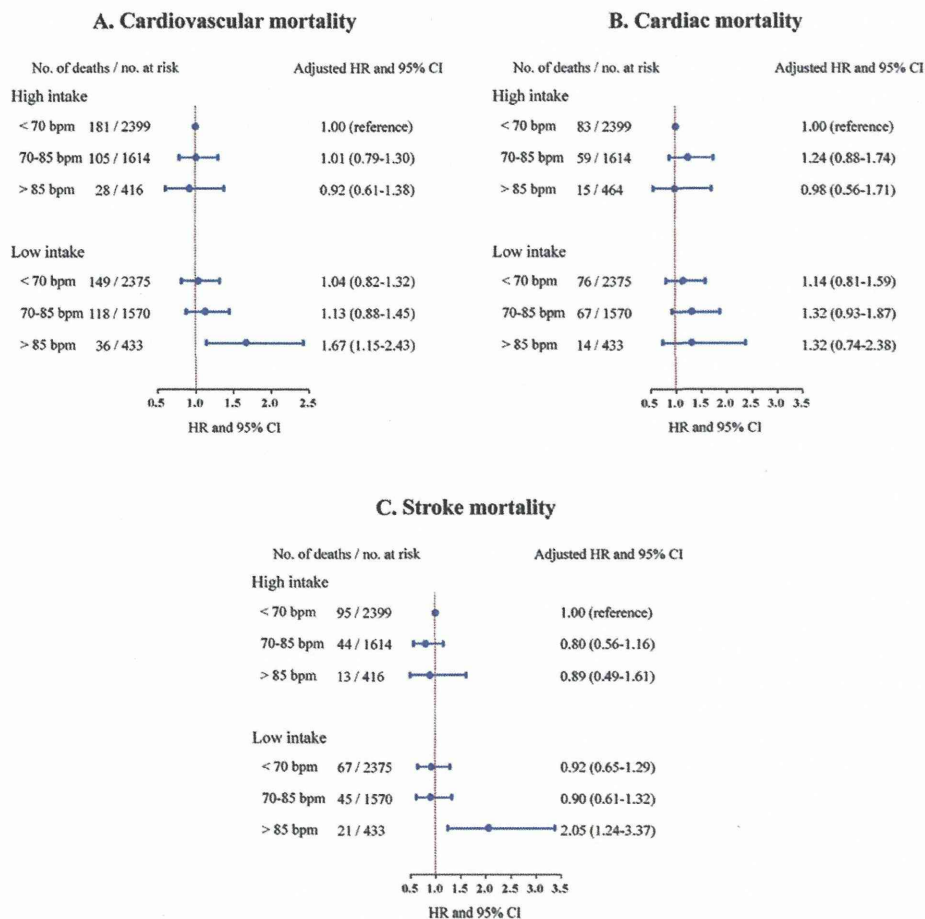 A. Cardiovascular mortality
No. of deaths / no. at risk Adjusted HR and 95% CI
High intake
< 70 bpm 181 / 2399 1.00 (reference)
70-85 bpm 105 / 1614 1.01 (0.79-1.30)
> 85 bpm 28 / 416 0.92 (0.61-1.38)
Low intake
< 70 bpm 149 / 2375 1.04 (0.82-1.32)
70-85 bpm 118 / 1570 1.13 (0.88-1.45)
> 85 bpm 36 / 433 1.67 (1.15-2.43)
0.5 1.0 1.5 2.0 2.5
HR and 95% CI
B. Cardiac mortality
No. of deaths / no. at risk Adjusted HR and 95% CI
High intake
< 70 bpm 83 / 2399 1.00 (reference)
70-85 bpm 59 / 1614 1.24 (0.88-1.74)
> 85 bpm 15 / 464 0.98 (0.56-1.71)
Low intake
< 70 bpm 76 / 2375 1.14 (0.81-1.59)
70-85 bpm 67 / 1570 1.32 (0.93-1.87)
> 85 bpm 14 / 433 1.32 (0.74-2.38)
0.5 1.0 1.5 2.0 2.5 3.0 3.5
HR and 95% CI
C. Stroke mortality
No. of deaths / no. at risk Adjusted HR and 95% CI
High intake
< 70 bpm 95 / 2399 1.00 (reference)
70-85 bpm 44 / 1614 0.80 (0.56-1.16)
> 85 bpm 13 / 416 0.89 (0.49-1.61)
Low intake
< 70 bpm 67 / 2375 0.92 (0.65-1.29)
70-85 bpm 45 / 1570 0.90 (0.61-1.32)
> 85 bpm 21 / 433 2.05 (1.24-3.37)
0.5 1.0 1.5 2.0 2.5 3.0 3.5
HR and 95% CI